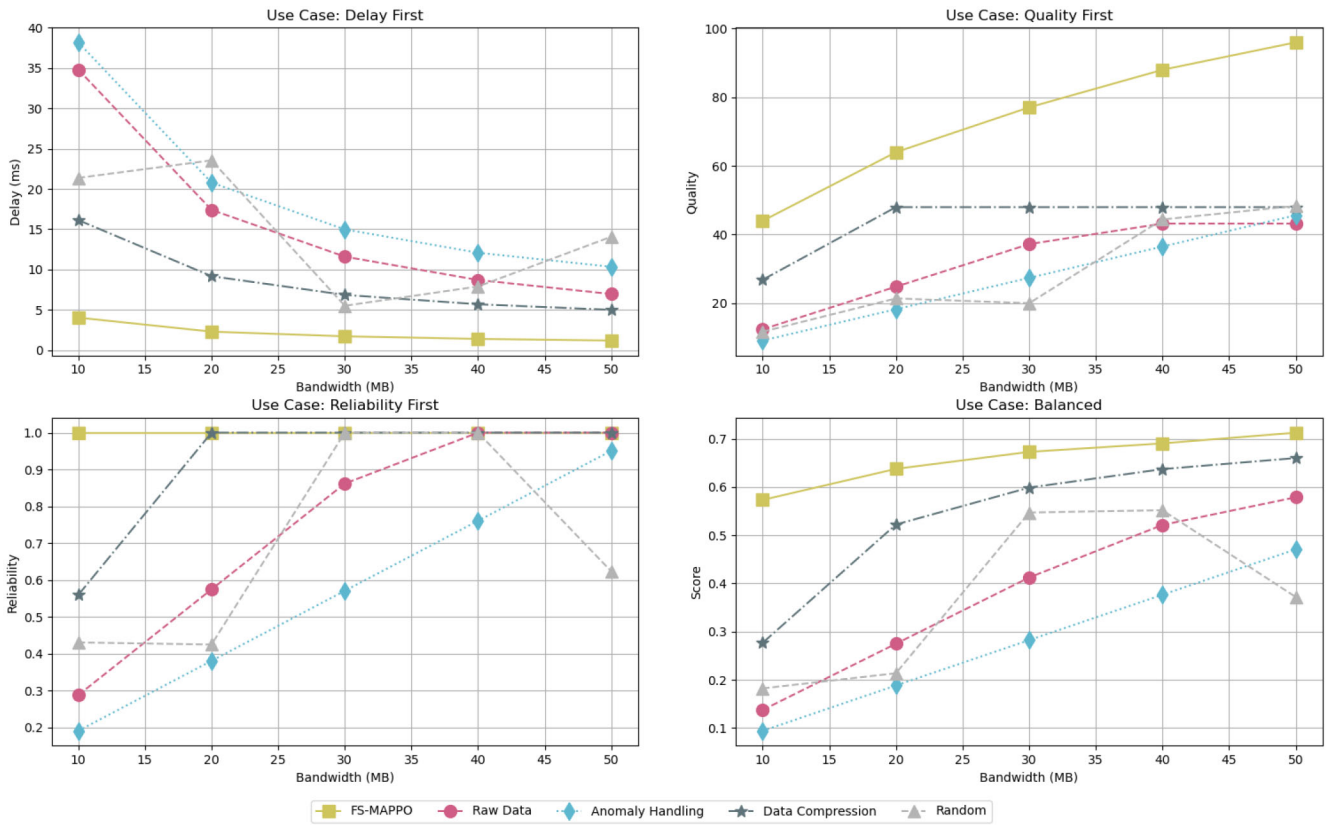 Use Case: Delay First
40
35
30
25
20
15
10
5
0
Delay (ms)
10 15 20 25 30 35 40 45 50
Bandwidth (MB)
Use Case: Quality First
100
80
60
40
20
Quality
10 15 20 25 30 35 40 45 50
Bandwidth (MB)
Use Case: Reliability First
1.0
0.9
0.8
0.7
0.6
0.5
0.4
0.3
0.2
Reliability
10 15 20 25 30 35 40 45 50
Bandwidth (MB)
Use Case: Balanced
0.7
0.6
0.5
0.4
0.3
0.2
0.1
Score
10 15 20 25 30 35 40 45 50
Bandwidth (MB)
FS-MAPPO Raw Data Anomaly Handling Data Compression Random